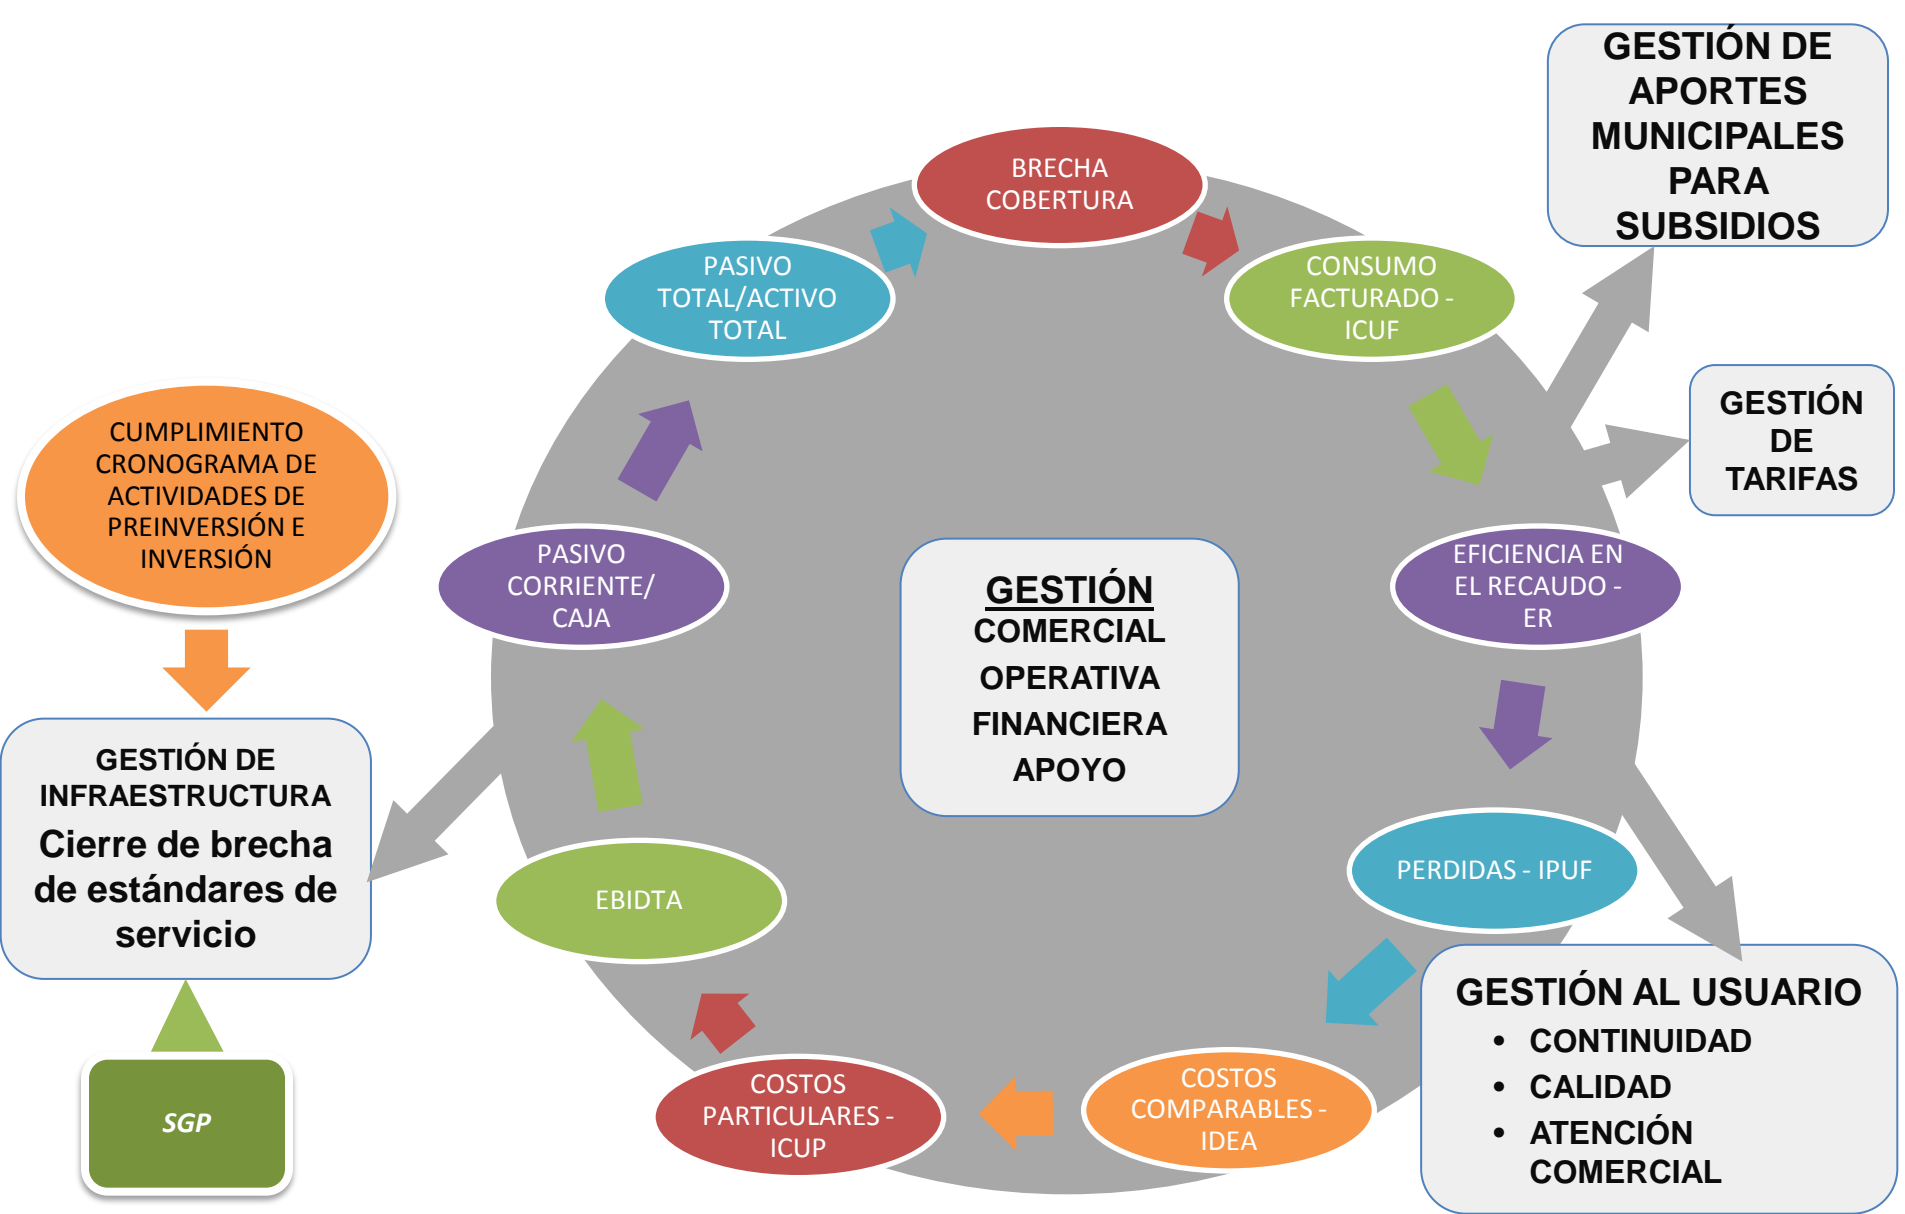 GESTIÓN DE
APORTES
MUNICIPALES
PARA
SUBSIDIOS
BRECHA
COBERTURA
PASIVO
TOTAL/ACTIVO
TOTAL
CONSUMO
FACTURADO -
ICUF
GESTIÓN
DE
TARIFAS
CUMPLIMIENTO
CRONOGRAMA DE
ACTIVIDADES DE
PREINVERSIÓN E
INVERSIÓN
PASIVO
CORRIENTE/
CAJA
EFICIENCIA EN
EL RECAUDO -
ER
GESTIÓN
COMERCIAL
OPERATIVA
FINANCIERA
APOYO
GESTIÓN DE
INFRAESTRUCTURA
Cierre de brecha
de estándares de
servicio
EBIDTA
PERDIDAS - IPUF
SGP
COSTOS
PARTICULARES -
ICUP
COSTOS
COMPARABLES -
IDEA
GESTIÓN AL USUARIO
• CONTINUIDAD
• CALIDAD
• ATENCIÓN
COMERCIAL